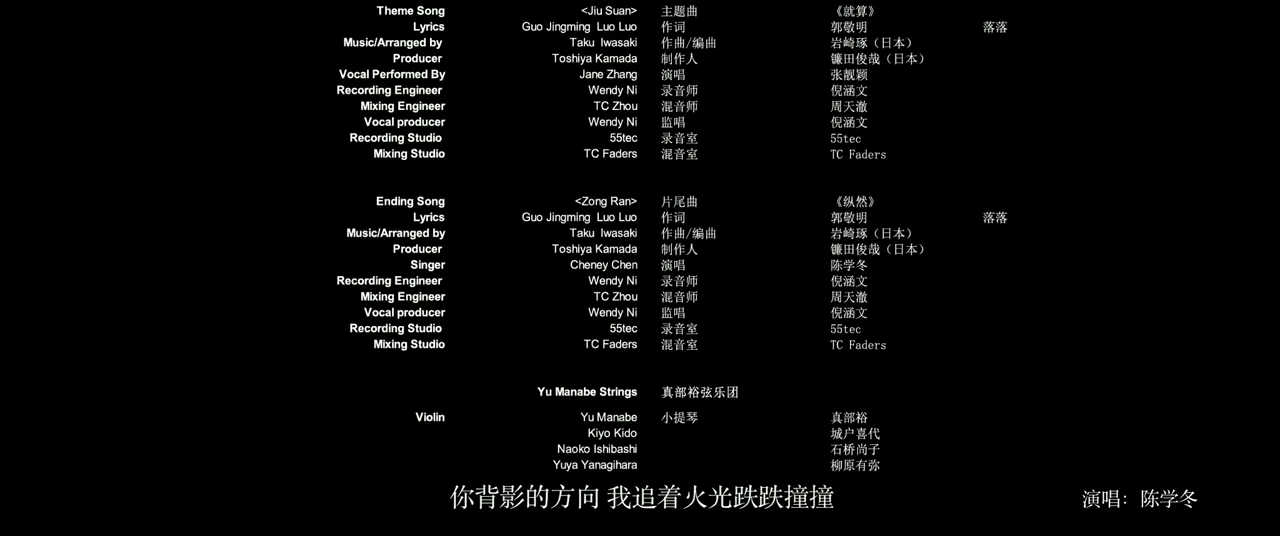 Theme Song <Jiu Suan> 主题曲 《就算》
Lyrics Guo Jingming Luo Luo 作词 郭敬明 落落
Music/Arranged by Taku Iwasaki 作曲/编曲 岩崎琢（日本）
Producer Toshiya Kamada 制作人 镰田俊哉（日本）
Vocal Performed By Jane Zhang 演唱 张靓颖
Recording Engineer Wendy Ni 录音师 倪涵文
Mixing Engineer TC Zhou 混音师 周天澈
Vocal producer Wendy Ni 监唱 倪涵文
Recording Studio 55tec 录音室 55tec
Mixing Studio TC Faders 混音室 TC Faders
Ending Song <Zong Ran> 片尾曲 《纵然》
Lyrics Guo Jingming Luo Luo 作词 郭敬明 落落
Music/Arranged by Taku Iwasaki 作曲/编曲 岩崎琢（日本）
Producer Toshiya Kamada 制作人 镰田俊哉（日本）
Singer Cheney Chen 演唱 陈学冬
Recording Engineer Wendy Ni 录音师 倪涵文
Mixing Engineer TC Zhou 混音师 周天澈
Vocal producer Wendy Ni 监唱 倪涵文
Recording Studio 55tec 录音室 55tec
Mixing Studio TC Faders 混音室 TC Faders
Yu Manabe Strings 真部裕弦乐团
Violin Yu Manabe 小提琴 真部裕
Kiyo Kido 城户喜代
Naoko Ishibashi 石桥尚子
Yuya Yanagihara 柳原有弥
你背影的方向 我追着火光跌跌撞撞 演唱：陈学冬